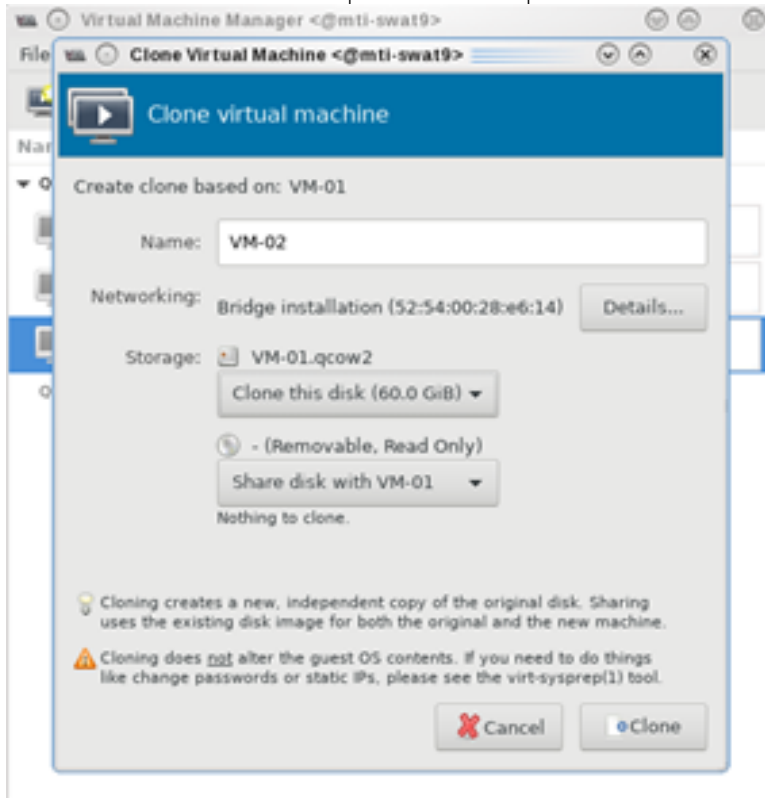 Virtual Machine Manager <@mti-swat9>
File
Clone Virtual Machine <@mti-swat9>
Clone virtual machine
Create clone based on: VM-01
Name: VM-02
Networking: Bridge installation (52:54:00:28:e6:14) Details...
Storage: VM-01.qcow2
Clone this disk (60.0 GiB)
- (Removable, Read Only)
Share disk with VM-01
Nothing to clone.
Cloning creates a new, independent copy of the original disk. Sharing
uses the existing disk image for both the original and the new machine.
Cloning does not alter the guest OS contents. If you need to do things
like change passwords or static IPs, please see the virt-sysprep(1) tool.
Cancel Clone